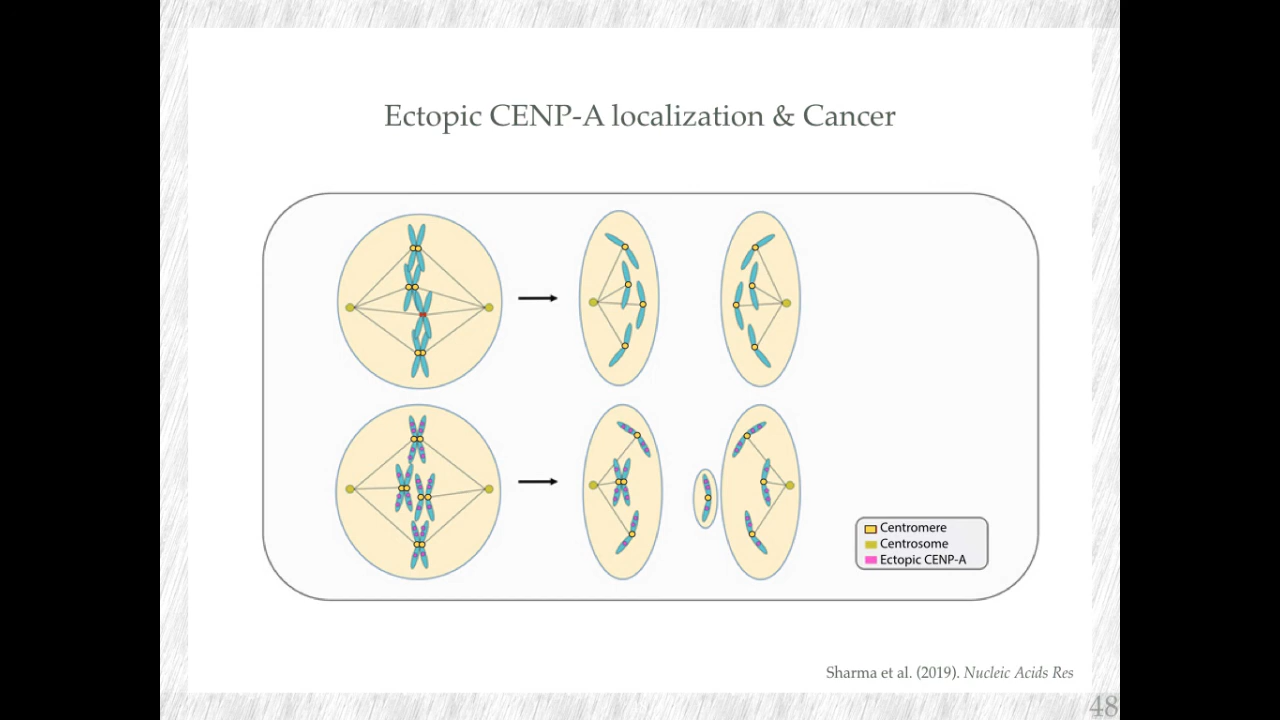 Ectopic CENP-A localization & Cancer
Centromere
Centrosome
Ectopic CENP-A
Sharma et al. (2019). Nucleic Acids Res
48